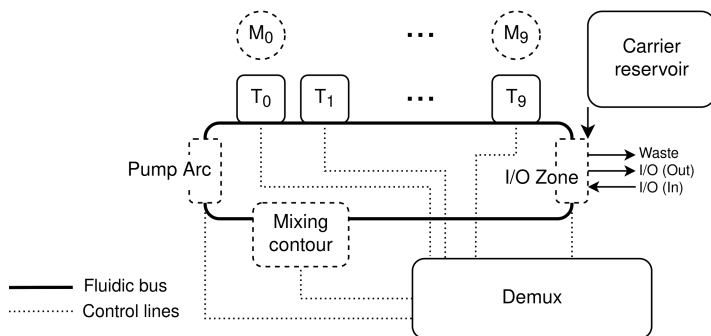 M0
...
M9
Carrier
reservoir
T0
T1
...
T9
Pump Arc
I/O Zone
Waste
I/O (Out)
I/O (In)
Mixing
contour
Fluidic bus
Control lines
Demux